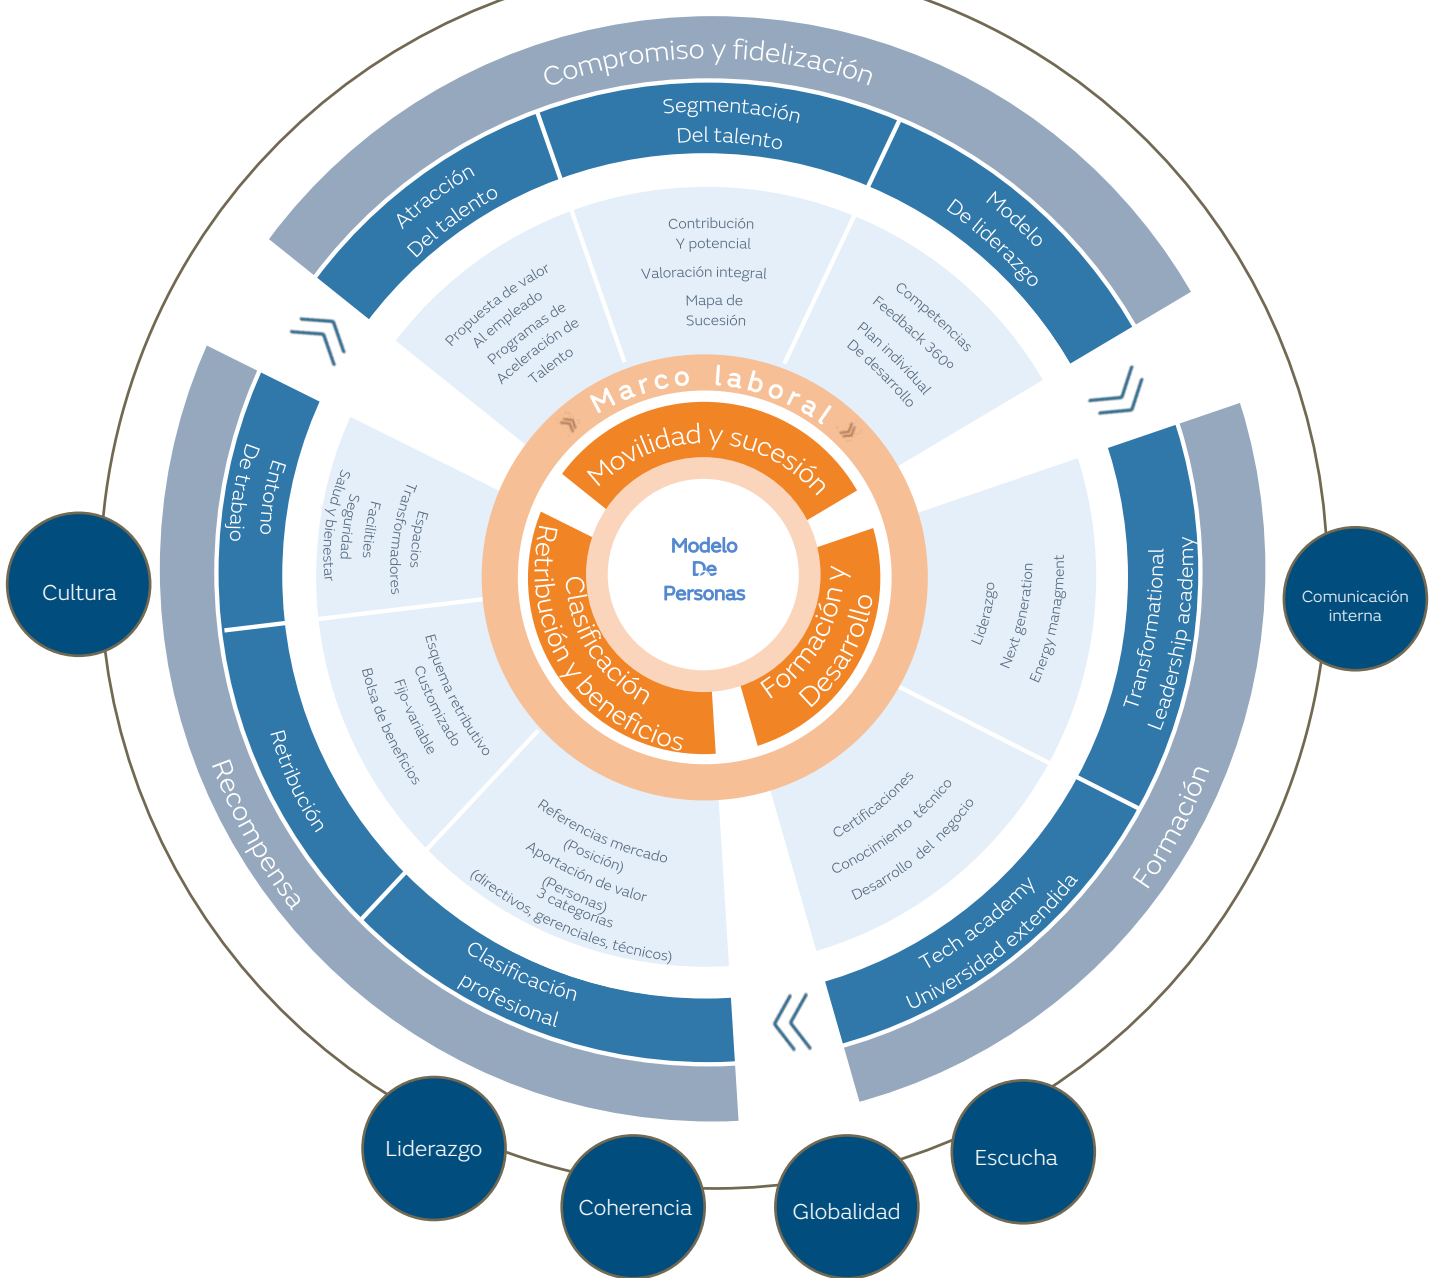 Compromiso y fidelización
Atracción
Del talento
Segmentación
Del talento
Modelo
De liderazgo
Propuesta de valor
Al empleado
Programas de
Aceleración de
Talento
Contribución
Y potencial
Valoración integral
Mapa de
Sucesión
Competencias
Feedback 360º
Plan individual
De desarrollo
Marco laboral
Movilidad y sucesión
Formación y
Desarrollo
Clasificación
Retribución y beneficios
Modelo
De
Personas
Entorno
De trabajo
Espacios
Transformadores
Facilities
Seguridad
Salud y bienestar
Retribución
Esquema retributivo
Customizado
Fijo-variable
Bolsa de beneficios
Recompensa
Clasificación
profesional
Referencias mercado
(Posición)
Aportación de valor
(Personas)
3 categorías
(directivos, gerenciales, técnicos)
Transformational
Leadership academy
Liderazgo
Next generation
Energy managment
Formación
Tech academy
Universidad extendida
Certificaciones
Conocimiento técnico
Desarrollo del negocio
Cultura
Comunicación
interna
Liderazgo
Coherencia
Globalidad
Escucha